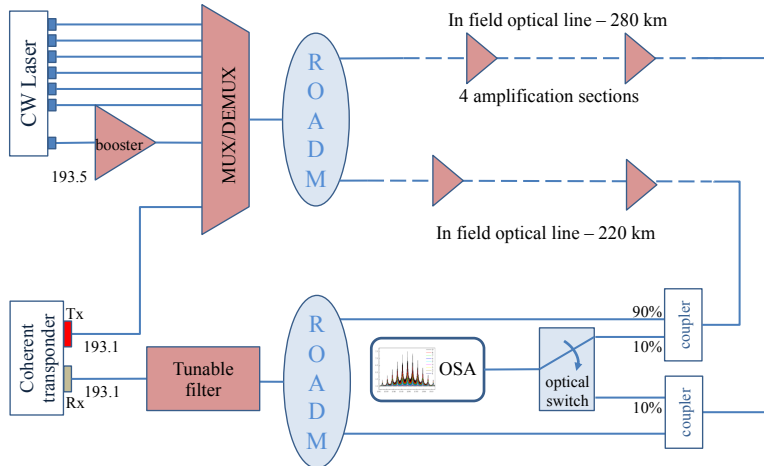 In field optical line – 280 km
CW Laser
booster
193.5
MUX/DEMUX
R
O
A
D
M
4 amplification sections
In field optical line – 220 km
Coherent
transponder
Tx
193.1
193.1
Rx
Tunable
filter
R
O
A
D
M
OSA
optical
switch
90%
10%
coupler
10%
coupler